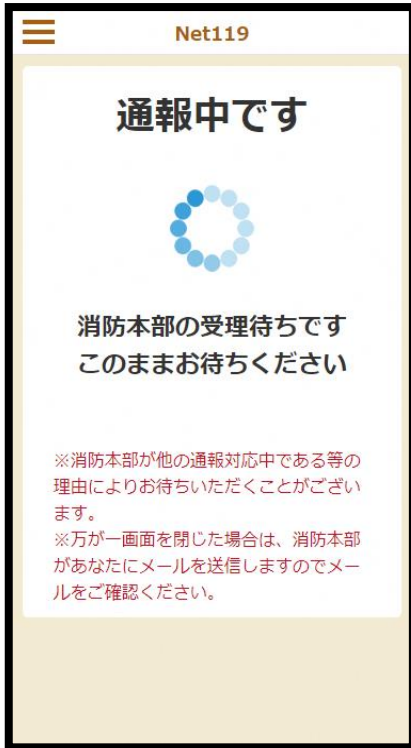 Net119
通報中です
消防本部の受理待ちです
このままお待ちください
※消防本部が他の通報対応中である等の
理由によりお待ちいただくことがござい
ます。
※万が一画面を閉じた場合は、消防本部
があなたにメールを送信しますのでメー
ルをご確認ください。